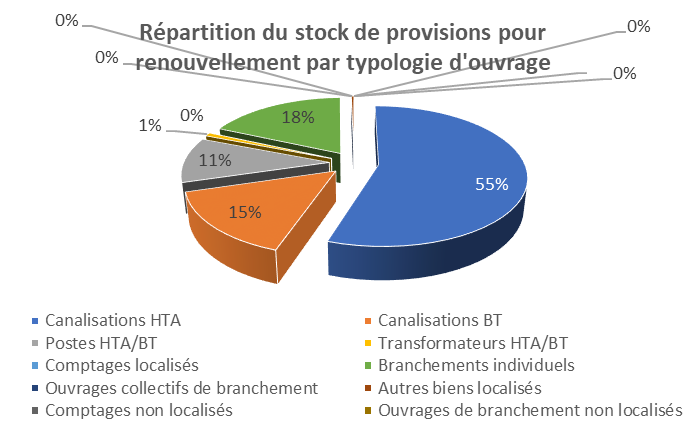 Répartition du stock de provisions pour
renouvellement par typologie d'ouvrage
0%
0%
0%
0%
0%
1%
18%
11%
15%
55%
Canalisations HTA
Canalisations BT
Postes HTA/BT
Transformateurs HTA/BT
Comptages localisés
Branchements individuels
Ouvrages collectifs de branchement
Autres biens localisés
Comptages non localisés
Ouvrages de branchement non localisés